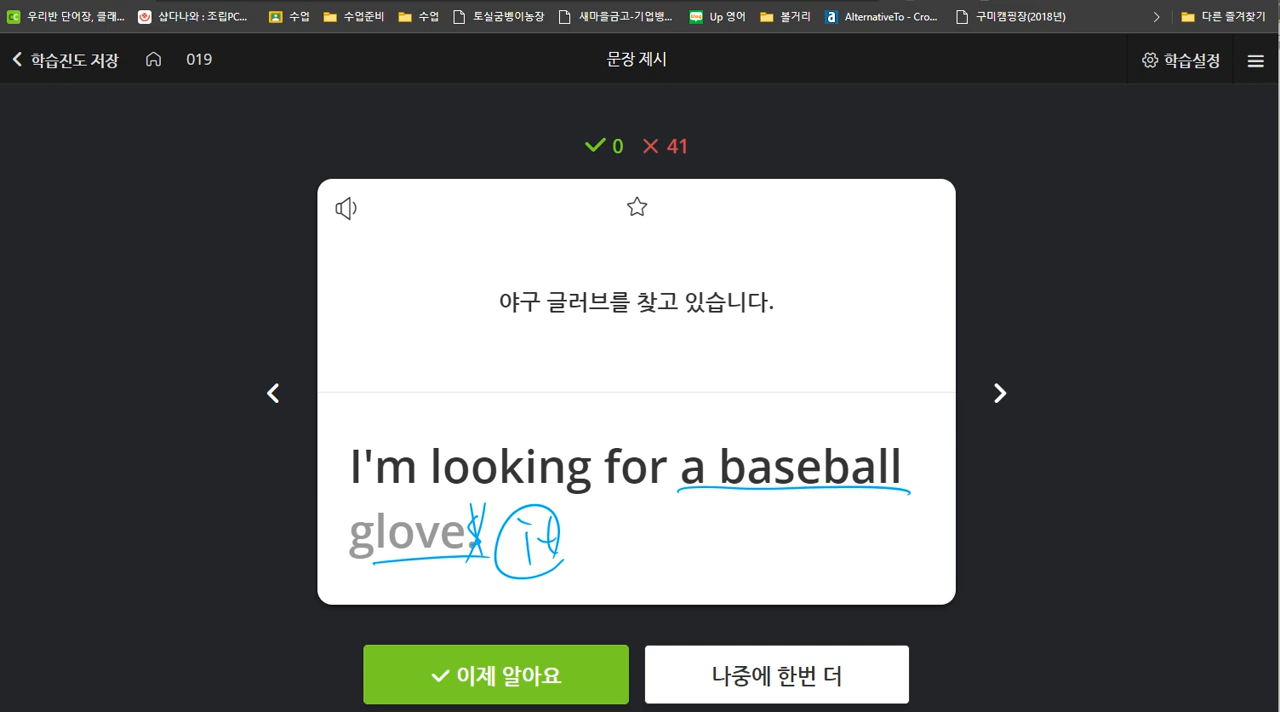 우리반 단어장, 클래... 샵다나와 : 조립PC... 수업 수업준비 수업 토실굼벵이농장 새마을금고-기업뱅... Up 영어 볼거리 AlternativeTo - Cro... 구미캠핑장(2018년) 다른 즐겨찾기
학습진도 저장 019 문장 제시 학습설정
0 41
야구 글러브를 찾고 있습니다.
I'm looking for a baseball
glove. it
이제 알아요 나중에 한번 더